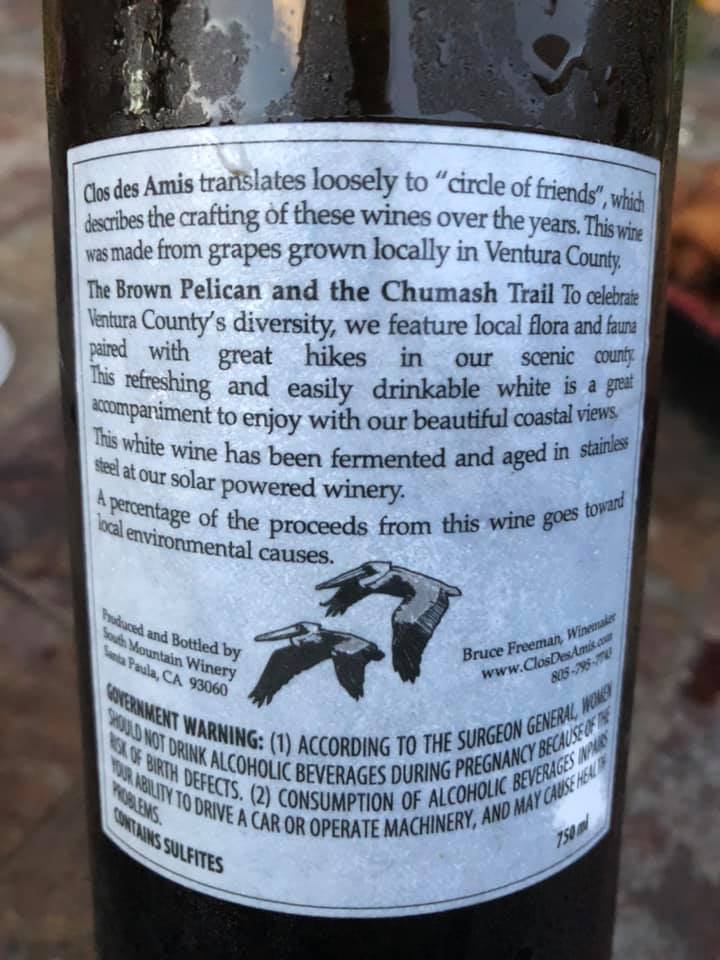 Clos des Amis translates loosely to “circle of friends”, which
describes the crafting of these wines over the years. This wine
was made from grapes grown locally in Ventura County.
The Brown Pelican and the Chumash Trail To celebrate
Ventura County’s diversity, we feature local flora and fauna
paired with great hikes in our scenic county.
This refreshing and easily drinkable white is a great
accompaniment to enjoy with our beautiful coastal views.
This white wine has been fermented and aged in stainless
steel at our solar powered winery.
A percentage of the proceeds from this wine goes toward
local environmental causes.
Produced and Bottled by
South Mountain Winery
Santa Paula, CA 93060
Bruce Freeman, Winemaker
www.ClosDesAmis.com
805-795-7743
GOVERNMENT WARNING: (1) ACCORDING TO THE SURGEON GENERAL, WOMEN
SHOULD NOT DRINK ALCOHOLIC BEVERAGES DURING PREGNANCY BECAUSE OF THE
RISK OF BIRTH DEFECTS. (2) CONSUMPTION OF ALCOHOLIC BEVERAGES IMPAIRS
YOUR ABILITY TO DRIVE A CAR OR OPERATE MACHINERY, AND MAY CAUSE HEALTH
PROBLEMS.
CONTAINS SULFITES
750 ml